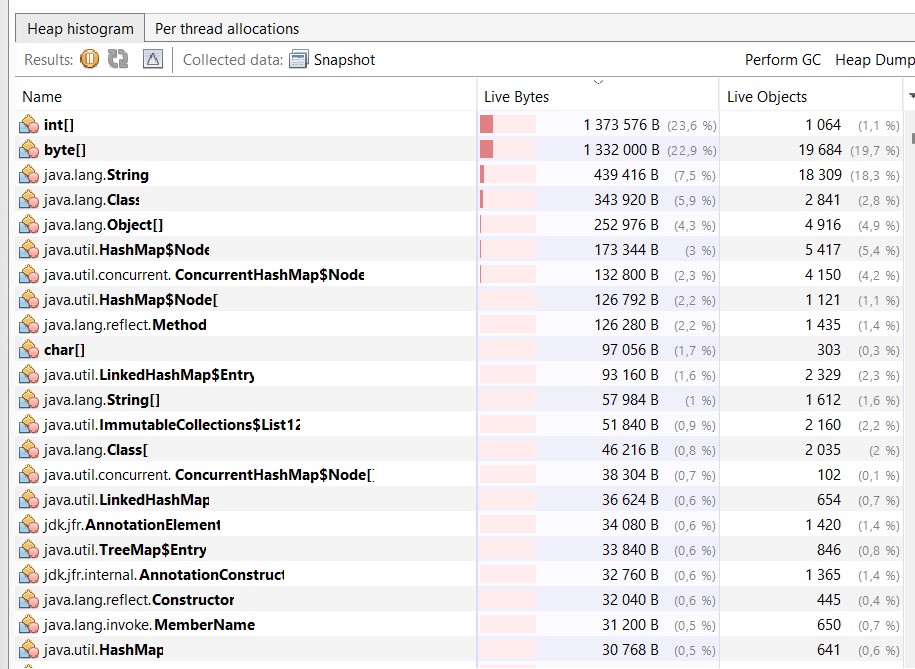 Heap histogram Per thread allocations
Results: Collected data: Snapshot Perform GC Heap Dump
Name Live Bytes Live Objects
int[] 1 373 576 B (23,6 %) 1 064 (1,1 %)
byte[] 1 332 000 B (22,9 %) 19 684 (19,7 %)
java.lang.String 439 416 B (7,5 %) 18 309 (18,3 %)
java.lang.Class 343 920 B (5,9 %) 2 841 (2,8 %)
java.lang.Object[] 252 976 B (4,3 %) 4 916 (4,9 %)
java.util.HashMap$Node 173 344 B (3 %) 5 417 (5,4 %)
java.util.concurrent. ConcurrentHashMap$Node 132 800 B (2,3 %) 4 150 (4,2 %)
java.util.HashMap$Node[ 126 792 B (2,2 %) 1 121 (1,1 %)
java.lang.reflect.Method 126 280 B (2,2 %) 1 435 (1,4 %)
char[] 97 056 B (1,7 %) 303 (0,3 %)
java.util.LinkedHashMap$Entry 93 160 B (1,6 %) 2 329 (2,3 %)
java.lang.String[] 57 984 B (1 %) 1 612 (1,6 %)
java.util.ImmutableCollections$List12 51 840 B (0,9 %) 2 160 (2,2 %)
java.lang.Class[ 46 216 B (0,8 %) 2 035 (2 %)
java.util.concurrent. ConcurrentHashMap$Node[] 38 304 B (0,7 %) 102 (0,1 %)
java.util.LinkedHashMap 36 624 B (0,6 %) 654 (0,7 %)
jdk.jfr.AnnotationElement 34 080 B (0,6 %) 1 420 (1,4 %)
java.util.TreeMap$Entry 33 840 B (0,6 %) 846 (0,8 %)
jdk.jfr.internal.AnnotationConstruct 32 760 B (0,6 %) 1 365 (1,4 %)
java.lang.reflect.Constructor 32 040 B (0,6 %) 445 (0,4 %)
java.lang.invoke.MemberName 31 200 B (0,5 %) 650 (0,7 %)
java.util.HashMap 30 768 B (0,5 %) 641 (0,6 %)